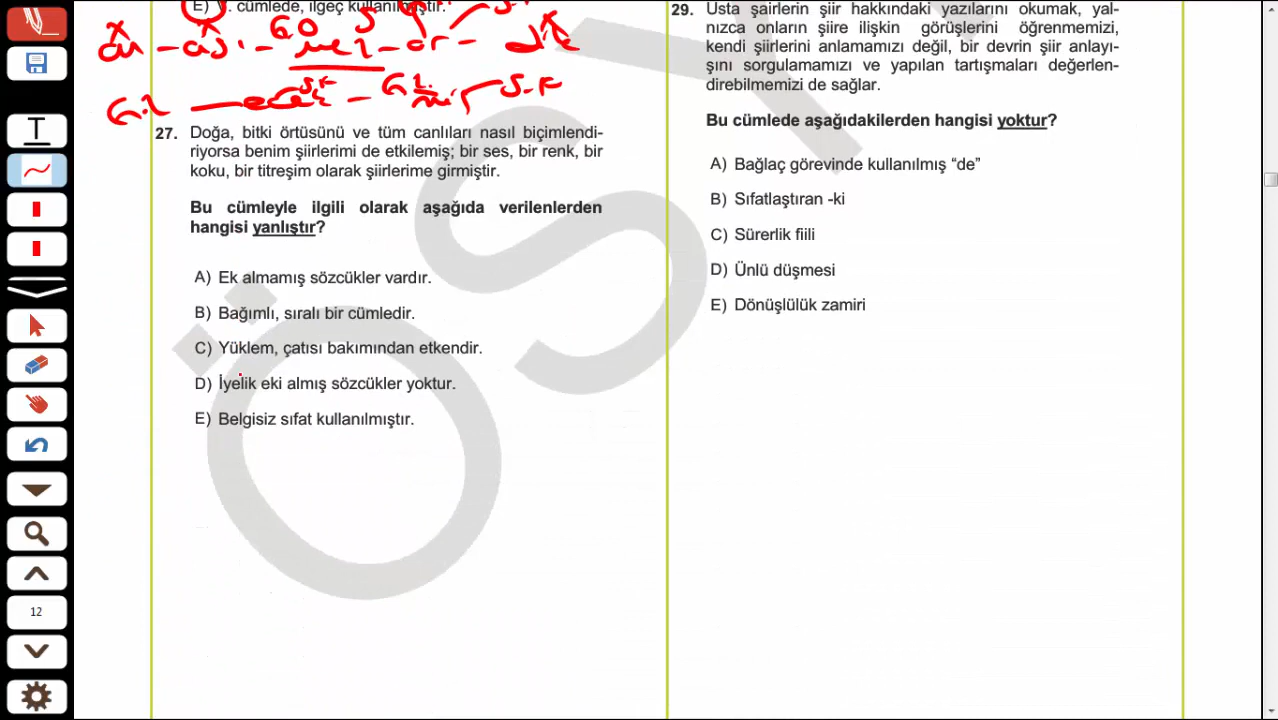 E) V. cümlede, ilgeç kullanılmıştır.
27. Doğa, bitki örtüsünü ve tüm canlıları nasıl biçimlendi-
riyorsa benim şiirlerimi de etkilemiş; bir ses, bir renk, bir
koku, bir titreşim olarak şiirlerime girmiştir.
Bu cümleyle ilgili olarak aşağıda verilenlerden
hangisi yanlıştır?
A) Ek almamış sözcükler vardır.
B) Bağımlı, sıralı bir cümledir.
C) Yüklem, çatısı bakımından etkendir.
D) İyelik eki almış sözcükler yoktur.
E) Belgisiz sıfat kullanılmıştır.
29. Usta şairlerin şiir hakkındaki yazılarını okumak, yal-
nızca onların şiire ilişkin görüşlerini öğrenmemizi,
kendi şiirlerini anlamamızı değil, bir devrin şiir anlayı-
şını sorgulamamızı ve yapılan tartışmaları değerlen-
direbilmemizi de sağlar.
Bu cümlede aşağıdakilerden hangisi yoktur?
A) Bağlaç görevinde kullanılmış “de”
B) Sıfatlaştıran -ki
C) Sürerlik fiili
D) Ünlü düşmesi
E) Dönüşlülük zamiri
T
12